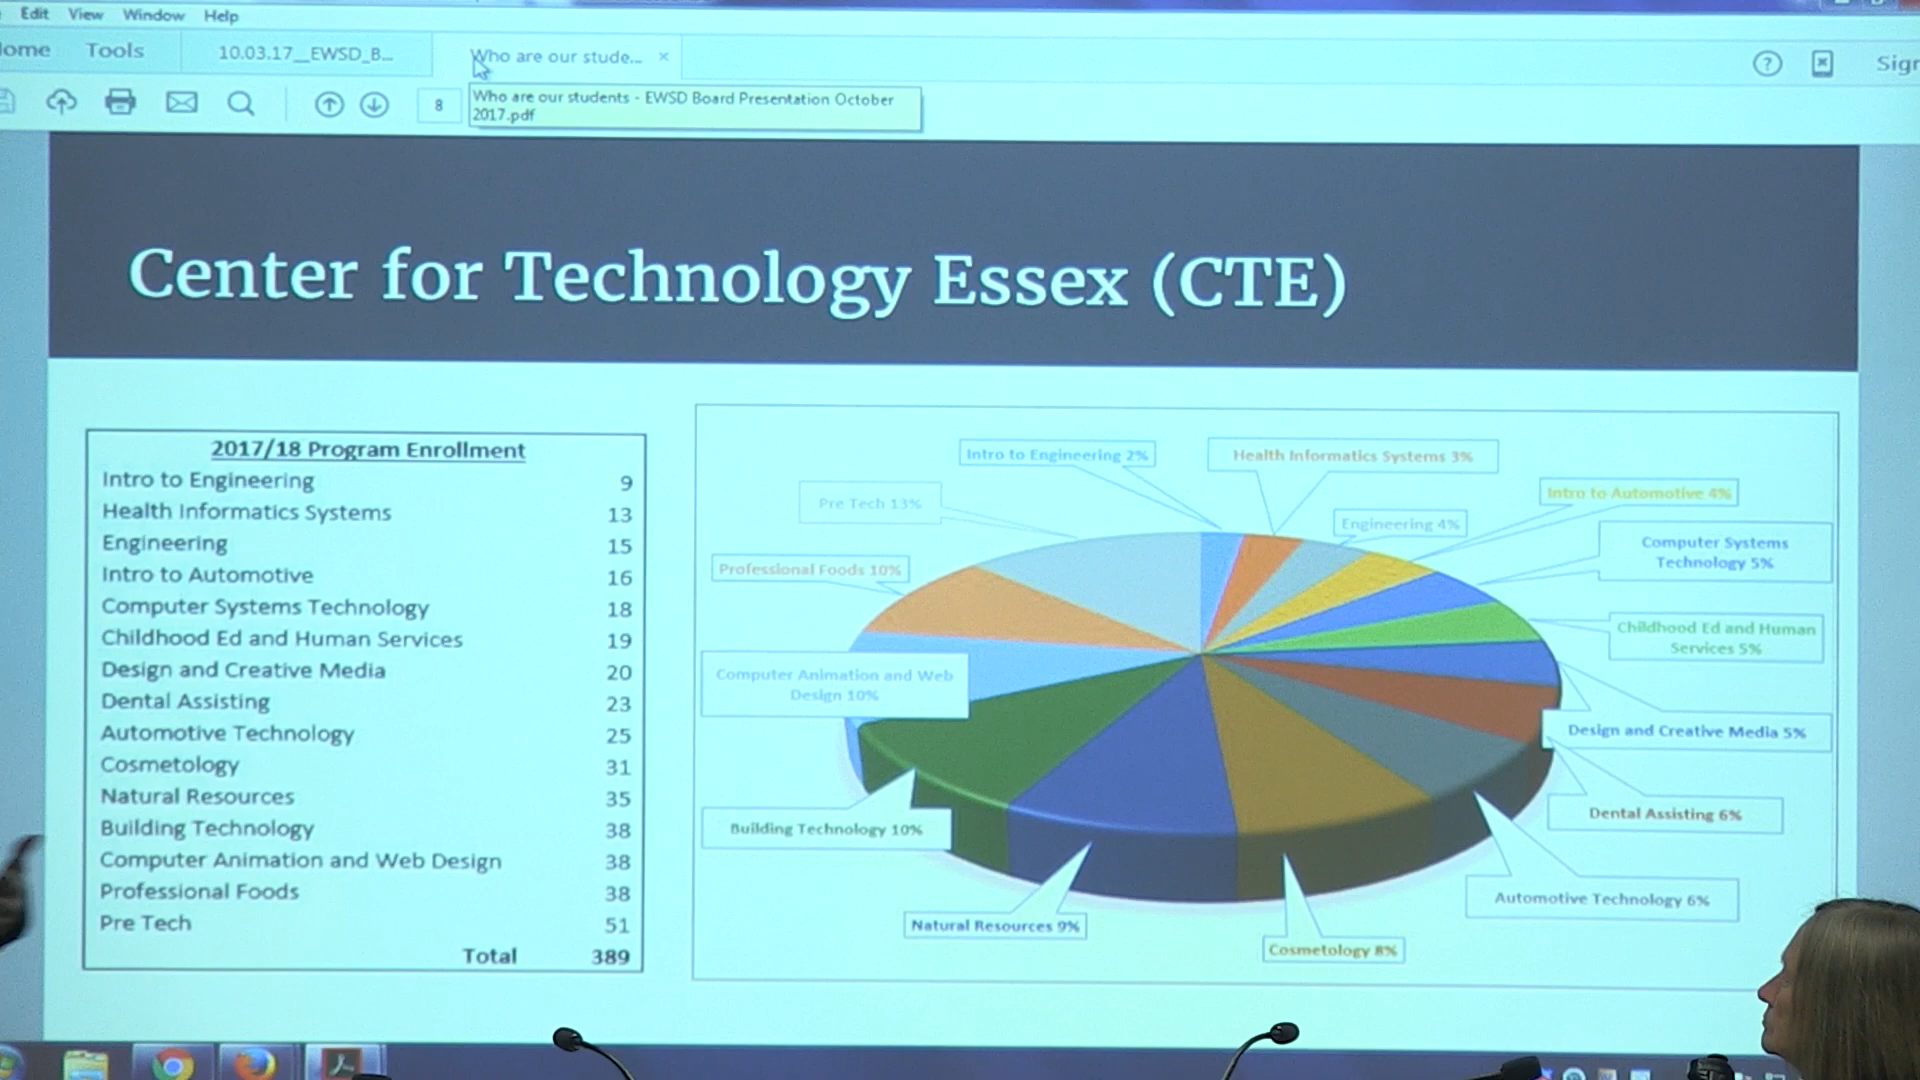 Edit View Window Help
Tools 10.03.17__EWSD_B... Who are our stude... ×
8
Who are our students - EWSD Board Presentation October
2017.pdf
Center for Technology Essex (CTE)
2017/18 Program Enrollment
Intro to Engineering 9
Health Informatics Systems 13
Engineering 15
Intro to Automotive 16
Computer Systems Technology 18
Childhood Ed and Human Services 19
Design and Creative Media 20
Dental Assisting 23
Automotive Technology 25
Cosmetology 31
Natural Resources 35
Building Technology 38
Computer Animation and Web Design 38
Professional Foods 38
Pre Tech 51
Total 389
Intro to Engineering 2%
Health Informatics Systems 3%
Intro to Automotive 4%
Pre Tech 13%
Engineering 4%
Computer Systems
Technology 5%
Professional Foods 10%
Childhood Ed and Human
Services 5%
Computer Animation and Web
Design 10%
Design and Creative Media 5%
Dental Assisting 6%
Building Technology 10%
Automotive Technology 6%
Natural Resources 9%
Cosmetology 8%